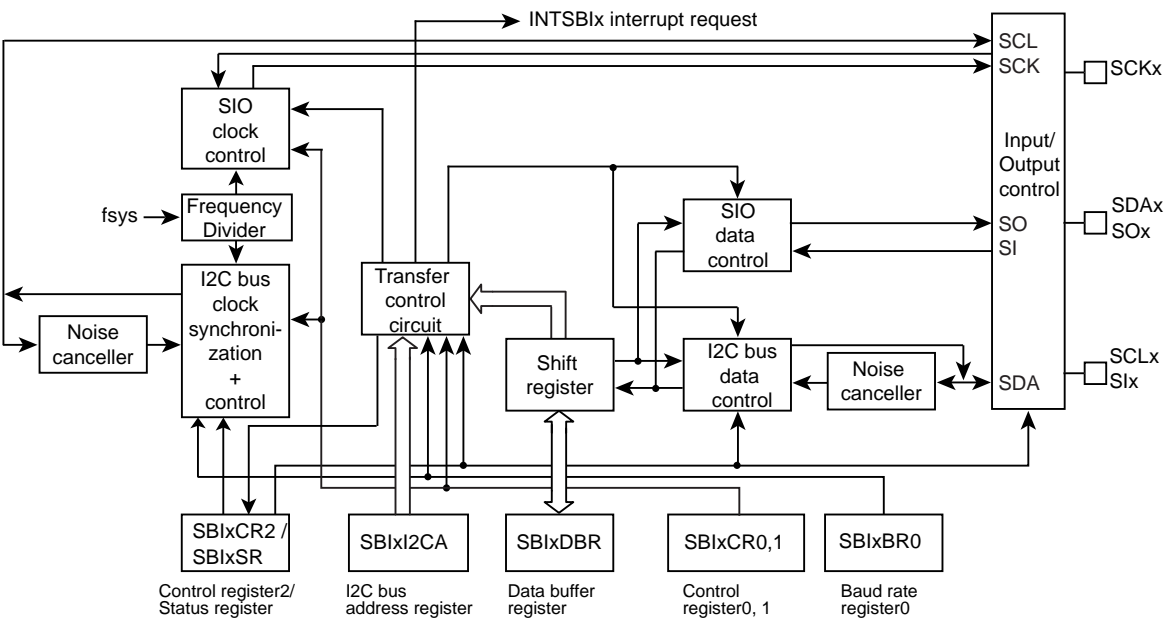 INTSBIx interrupt request
SCL
SCK
SCKx
SIO
clock
control
Input/
Output
control
fsys
Frequency
Divider
SIO
data
control
SO
SI
SDAx
SOx
I2C bus
clock
synchroni-
zation
+
control
Transfer
control
circuit
Noise
canceller
Shift
register
I2C bus
data
control
Noise
canceller
SDA
SCLx
SIx
SBIxCR2 /
SBIxSR
SBIxI2CA
SBIxDBR
SBIxCR0,1
SBIxBR0
Control register2/
Status register
I2C bus
address register
Data buffer
register
Control
register0, 1
Baud rate
register0